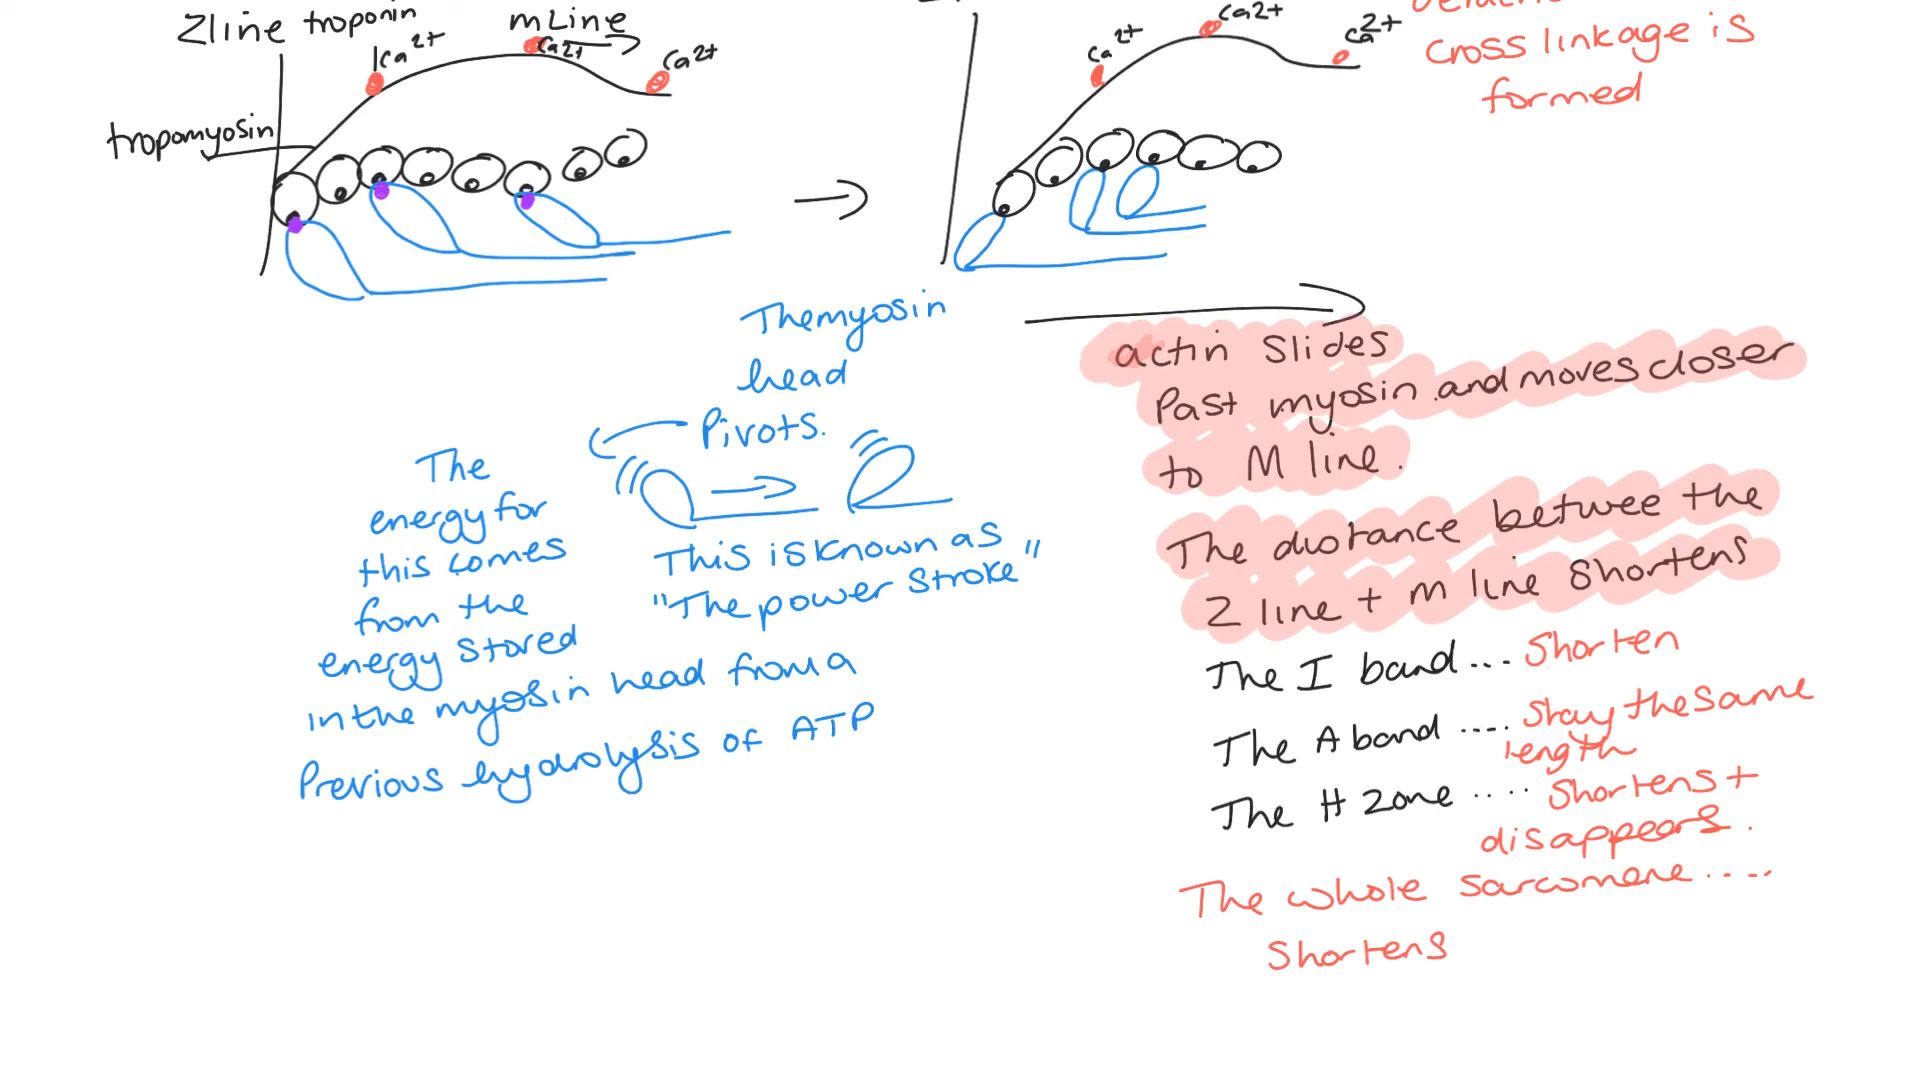 Zline troponin
mLine
Ca2+
Ca2+
Ca2+
tropomyosin
Ca2+
Ca2+
Ca2+
Cross linkage is
formed
The myosin
head
Pivots.
The
energy for
this comes
from the
energy stored
in the myosin head from a
Previous hydrolysis of ATP
This is known as
"The power stroke"
actin slides
Past myosin and moves closer
to M line.
The distance betwee the
Z line + m line Shortens
The I band... Shorten
The A band .... Stay the same
length
The H zone .... Shortens +
disappears.
The whole sarcomere ....
Shortens